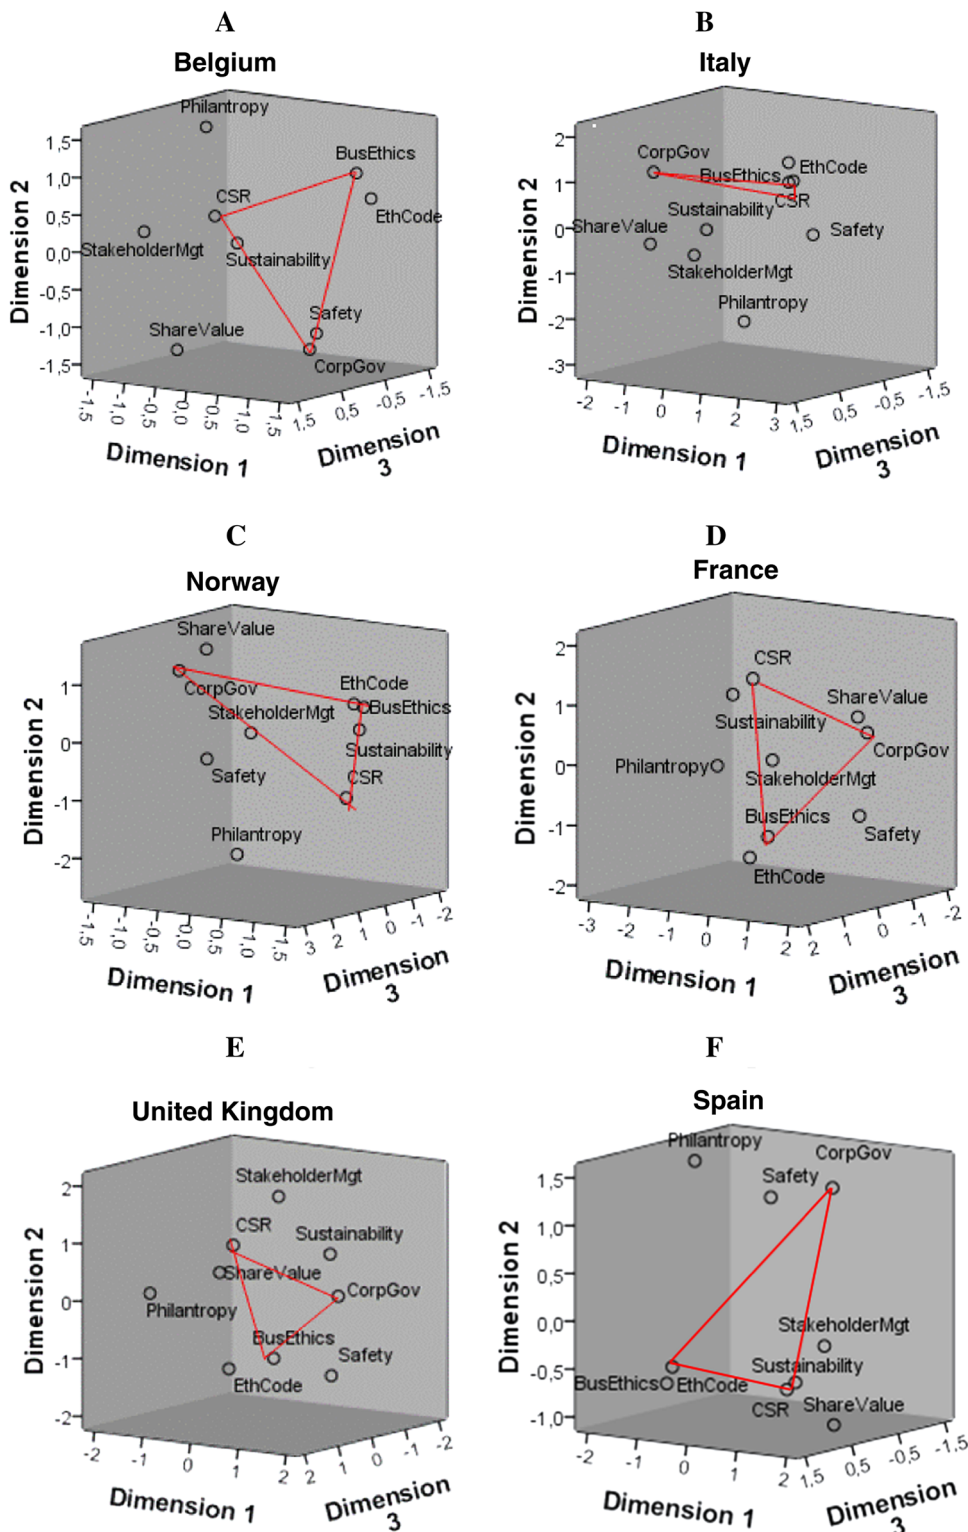 A
Belgium
Philantropy
BusEthics
CSR
EthCode
StakeholderMgt
Sustainability
Safety
ShareValue
CorpGov
Dimension 2
1,5
1,0
0,5
0,0
-0,5
-1,0
-1,5
-1,5
-1,0
-0,5
0,0
0,5
1,0
1,5
1,5
0,5
-0,5
-1,5
Dimension 1
Dimension
3
B
Italy
CorpGov
EthCode
BusEthics
CSR
Sustainability
ShareValue
Safety
StakeholderMgt
Philantropy
Dimension 2
2
1
0
-1
-2
-3
-2
-1
0
1
2
3
1,5
0,5
-0,5
-1,5
Dimension 1
Dimension
3
C
Norway
ShareValue
CorpGov
EthCode
BusEthics
StakeholderMgt
Sustainability
Safety
CSR
Philantropy
Dimension 2
1
0
-1
-2
-1,5
-1,0
-0,5
0,0
0,5
1,0
1,5
3
2
1
0
-1
-2
Dimension 1
Dimension
3
D
France
CSR
ShareValue
Sustainability
CorpGov
Philantropy
StakeholderMgt
BusEthics
Safety
EthCode
Dimension 2
2
1
0
-1
-2
-3
-2
-1
0
1
2
2
1
0
-1
-2
Dimension 1
Dimension
3
E
United Kingdom
StakeholderMgt
CSR
Sustainability
ShareValue
CorpGov
Philantropy
BusEthics
Safety
EthCode
Dimension 2
2
1
0
-1
-2
-2
-1
0
1
2
2
1
0
-1
-2
Dimension 1
Dimension
3
F
Spain
Philantropy
CorpGov
Safety
StakeholderMgt
Sustainability
BusEthics
EthCode
CSR
ShareValue
Dimension 2
1,5
1,0
0,5
0,0
-0,5
-1,0
-2
-1
0
1
2
1,5
0,5
-0,5
-1,5
Dimension 1
Dimension
3